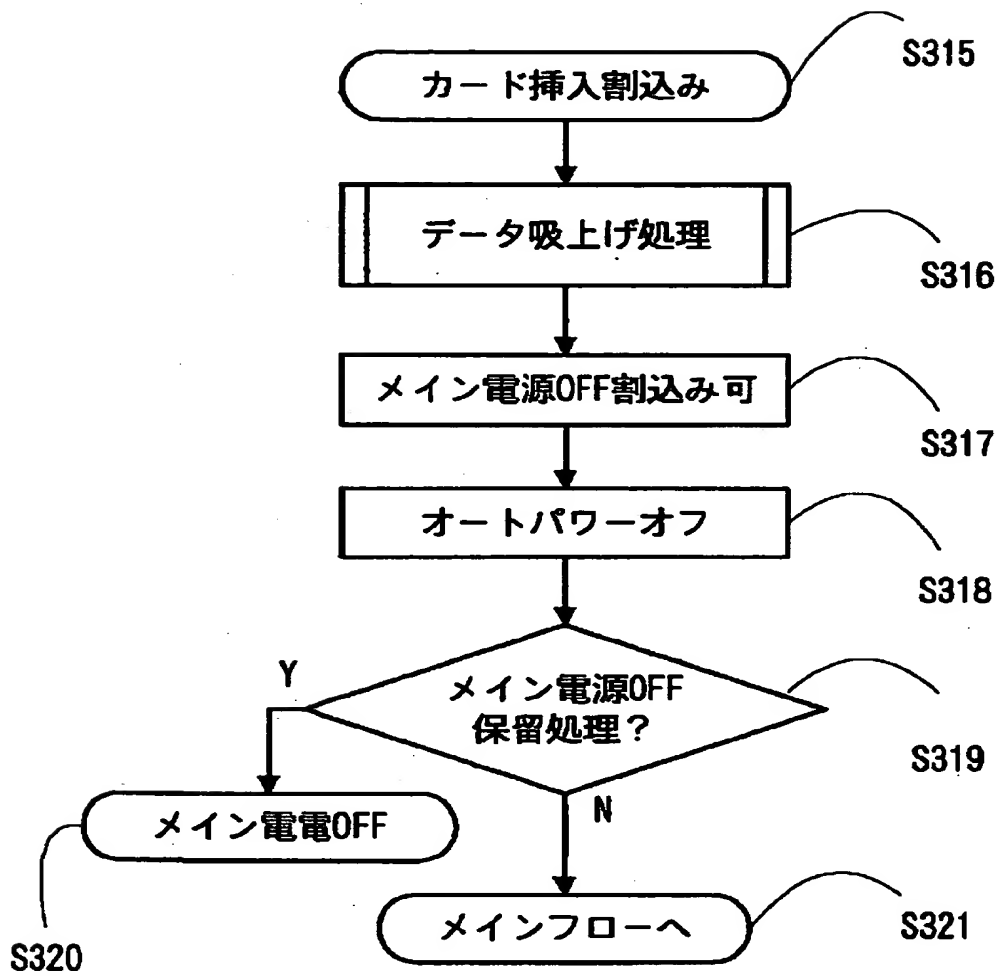 S315
カード挿入割込み
データ吸上げ処理
S316
メイン電源OFF割込み可
S317
オートパワーオフ
S318
Y
メイン電源OFF
保留処理?
S319
N
メイン電電OFF
S320
メインフローへ
S321